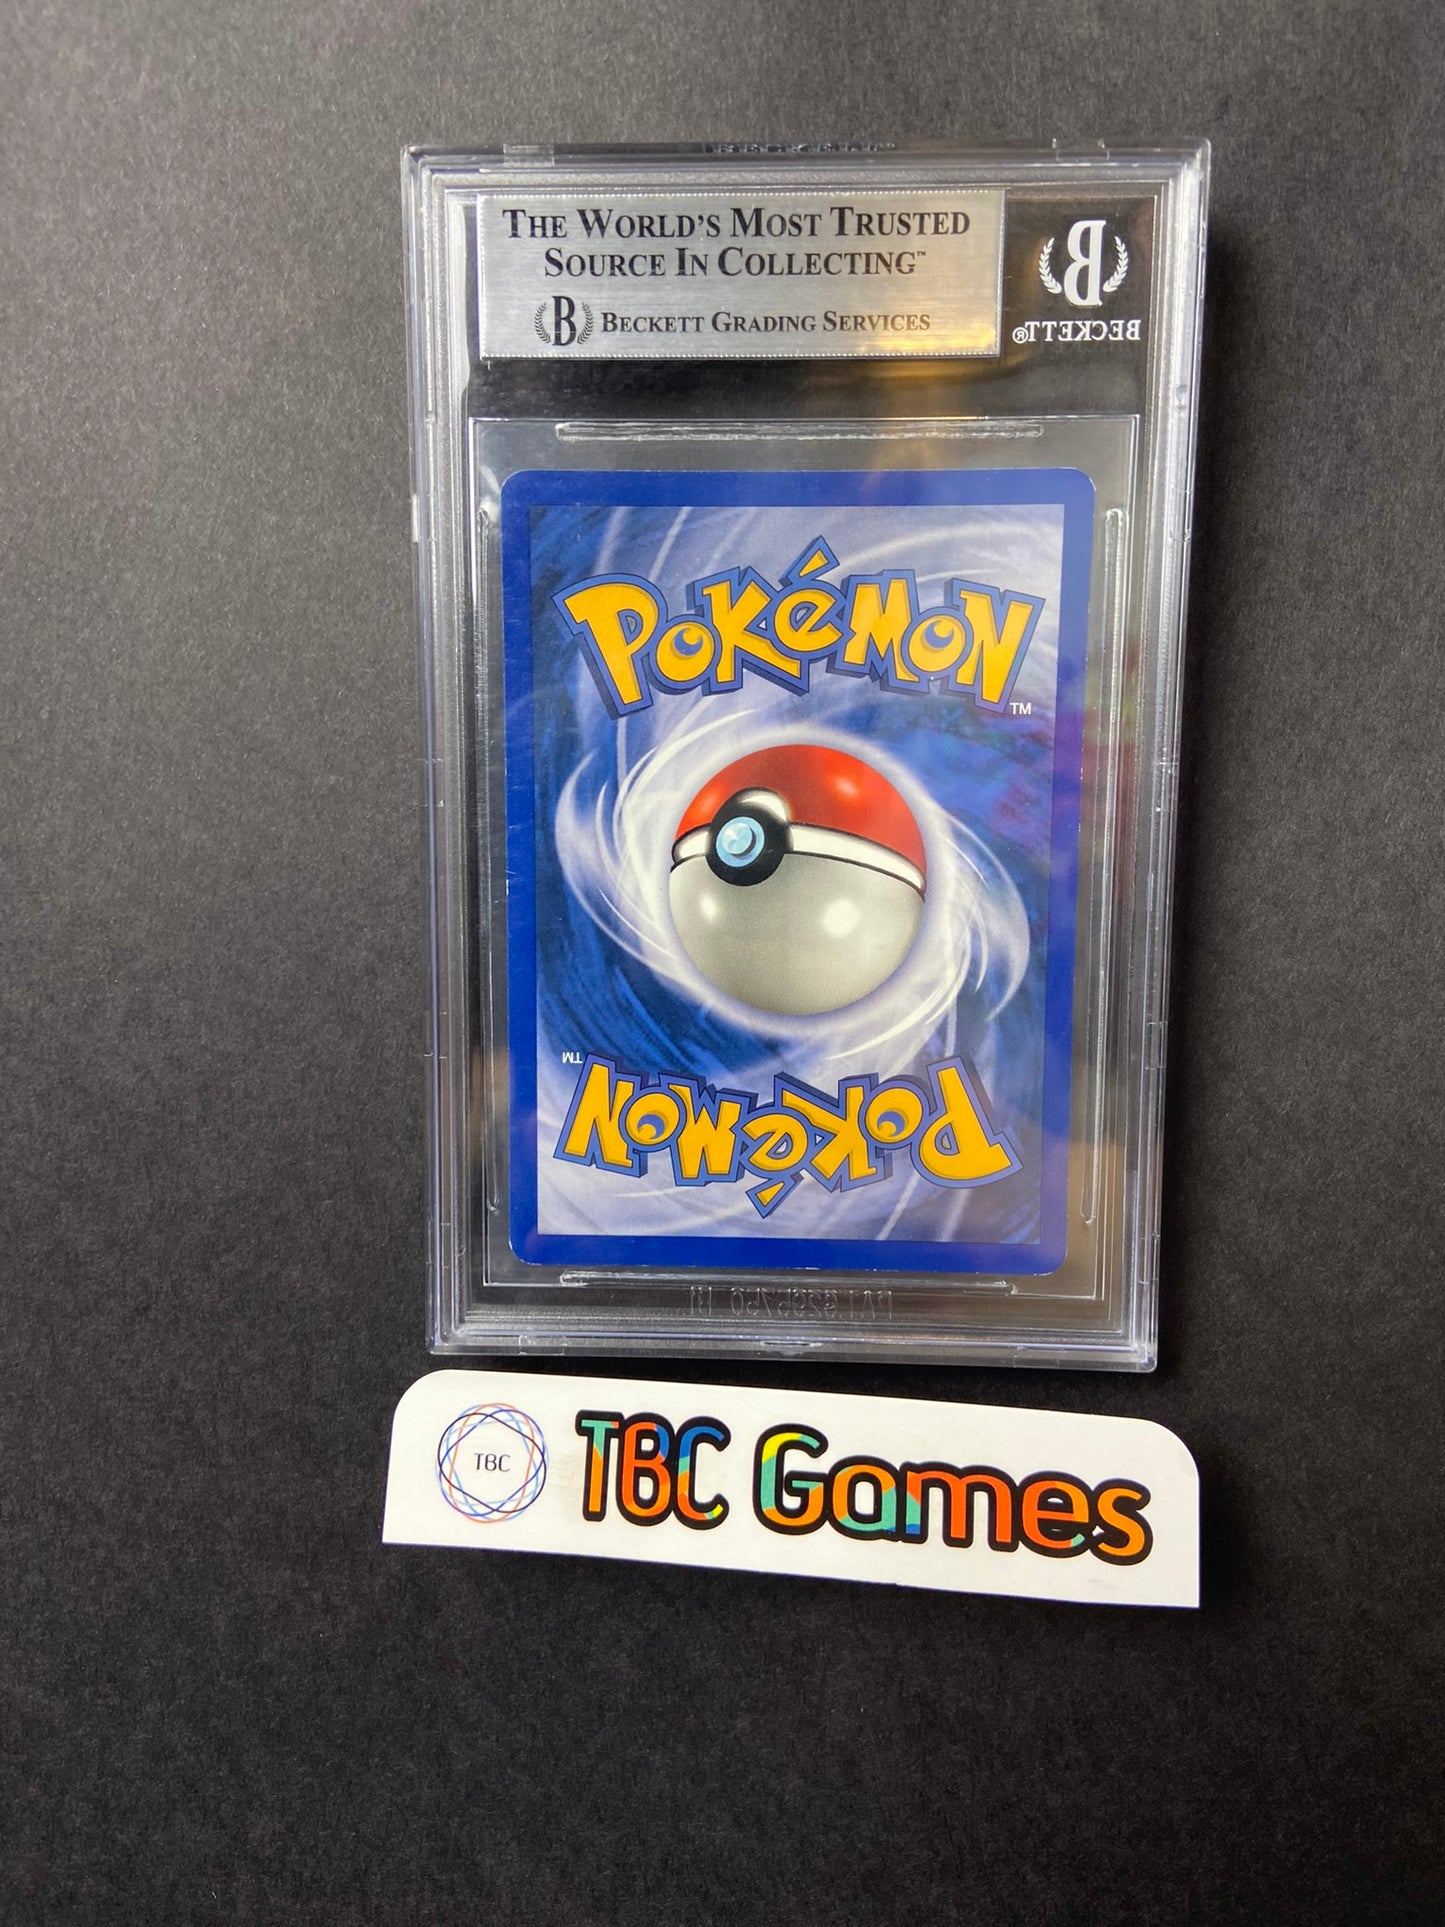 THE WORLD'S MOST TRUSTED
SOURCE IN COLLECTING™
B BECKETT GRADING SERVICES
B
BECKETT®
POKéMON
TM
POKéMON
TM
TBC
TBC Games